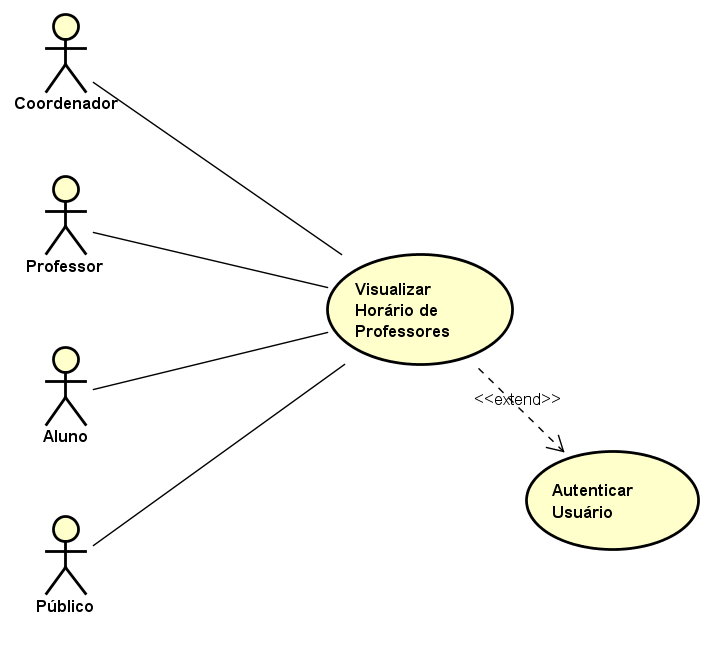 Coordenador
Professor
Visualizar
Horário de
Professores
<<extend>>
Aluno
Autenticar
Usuário
Público